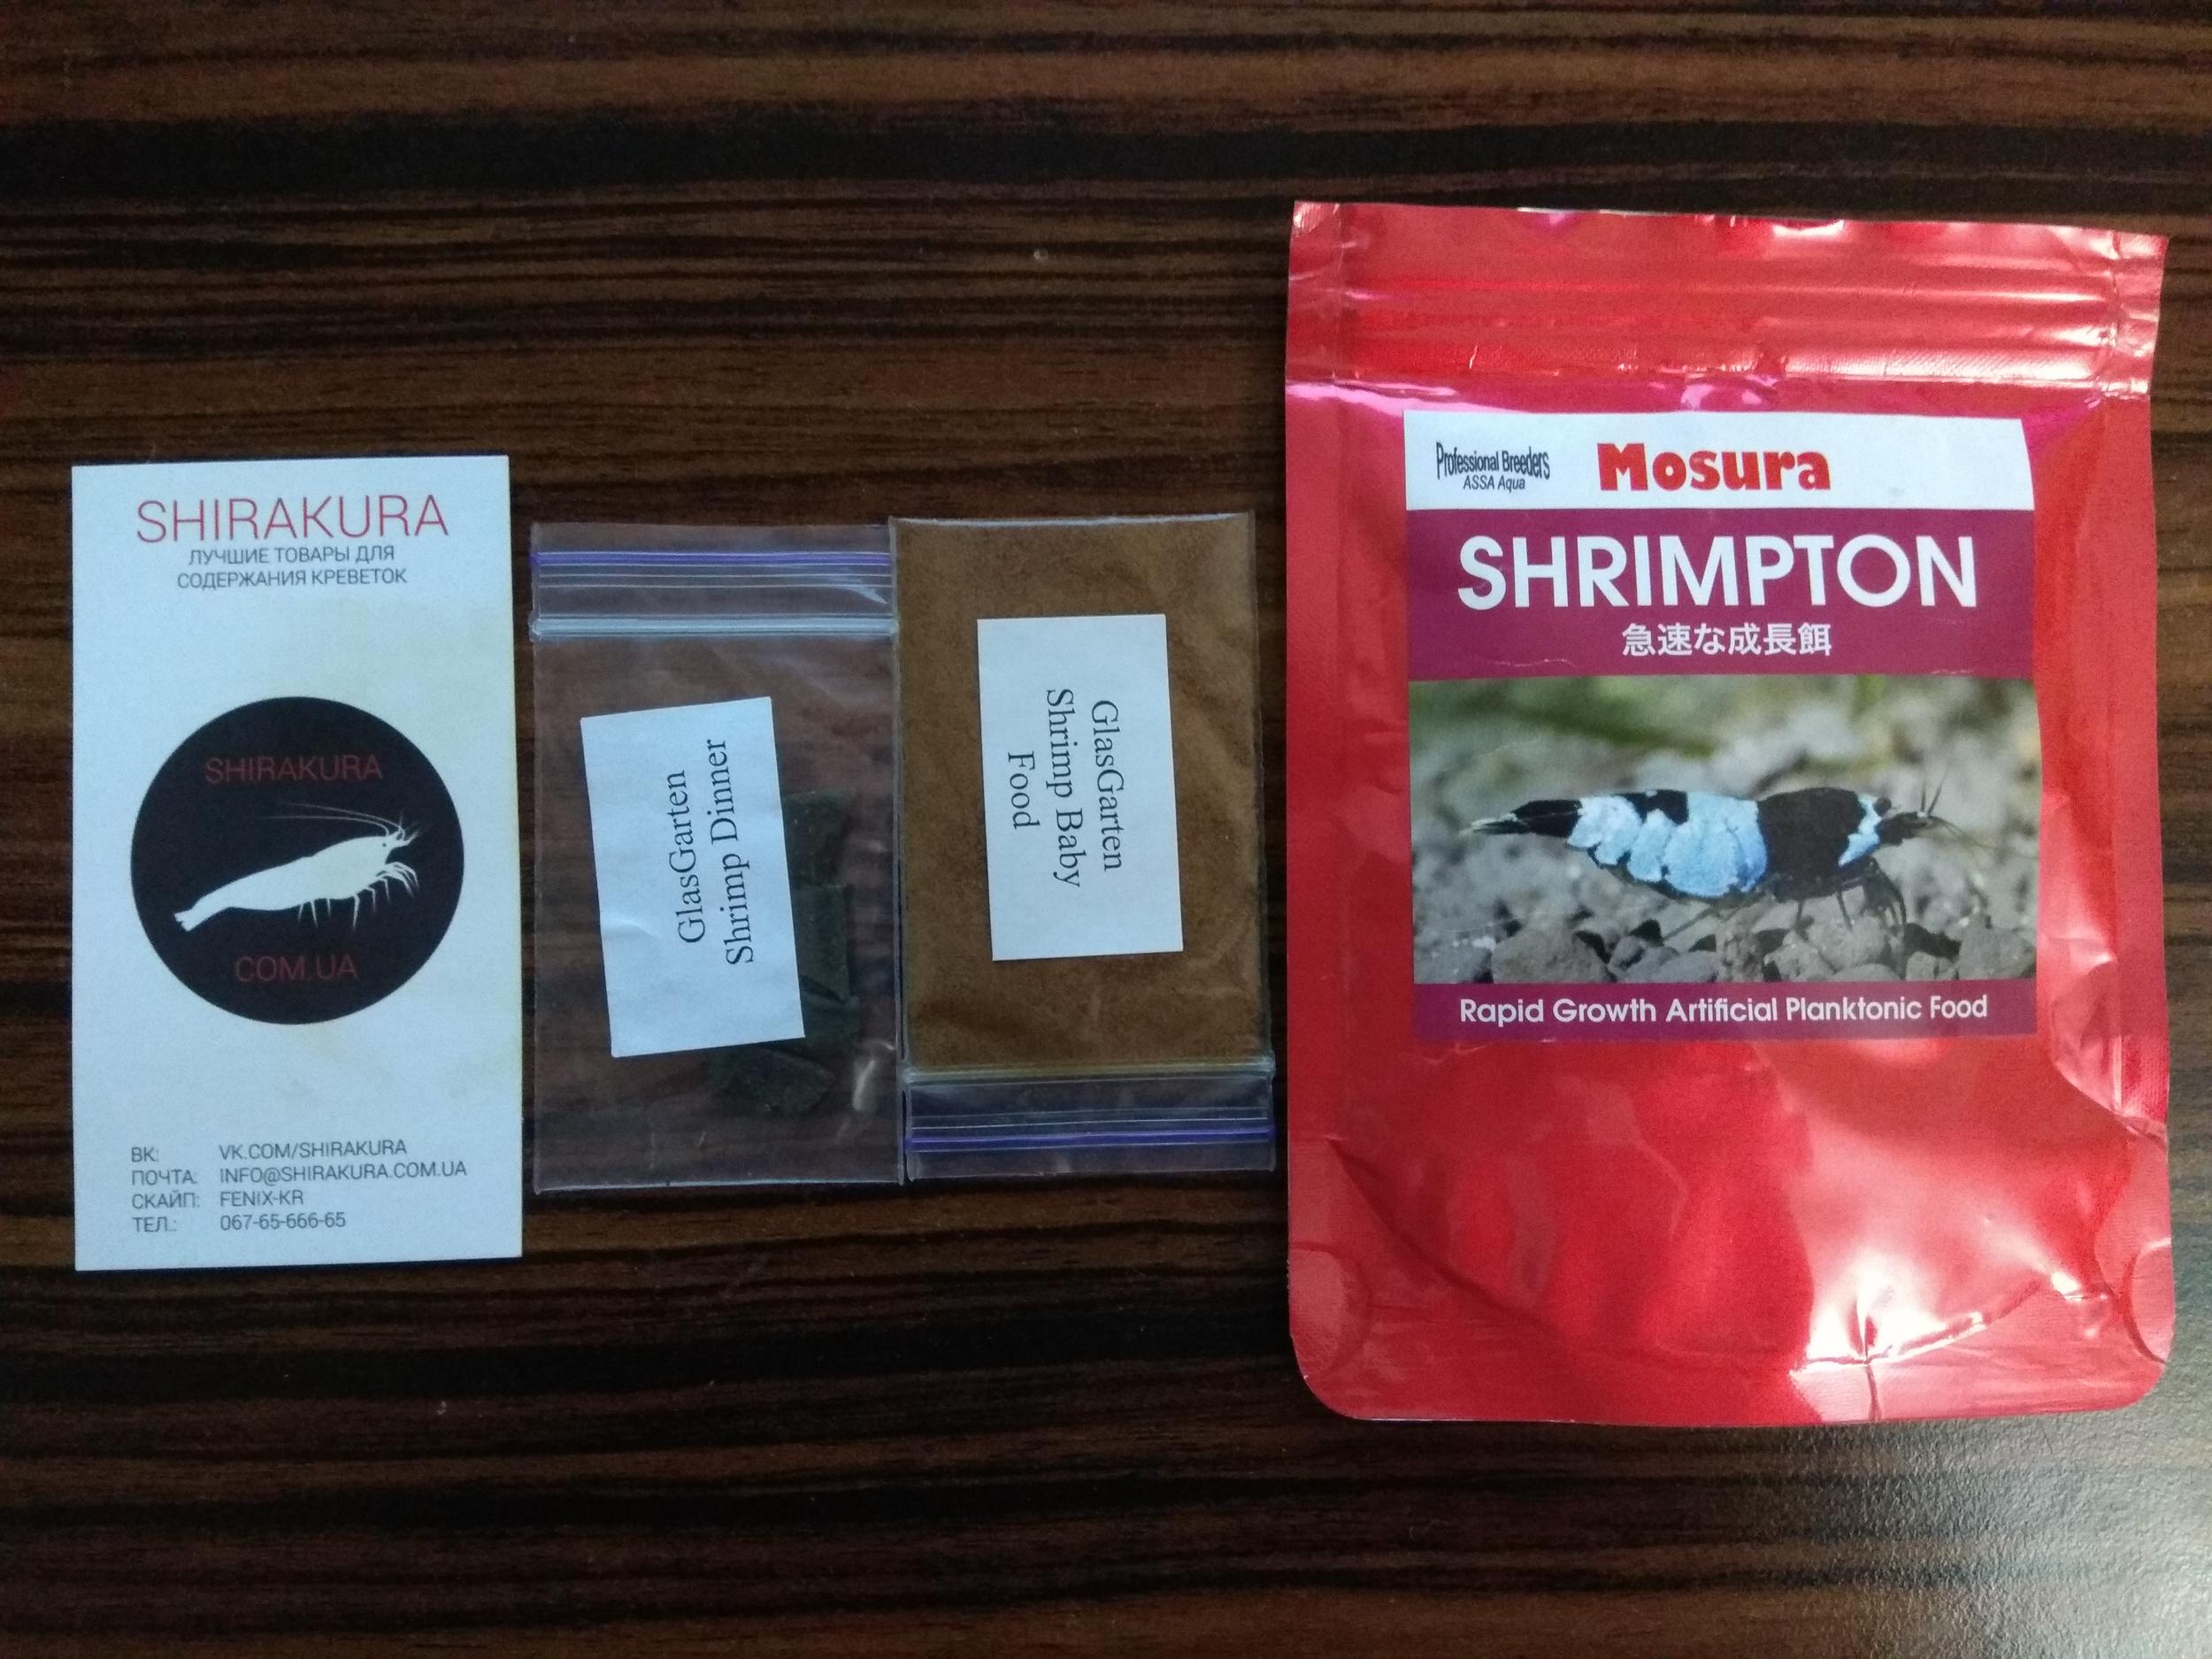 SHIRAKURA
ЛУЧШИЕ ТОВАРЫ ДЛЯ
СОДЕРЖАНИЯ КРЕВЕТОК
SHIRAKURA
COM.UA
ВК: VK.COM/SHIRAKURA
ПОЧТА: INFO@SHIRAKURA.COM.UA
СКАЙП: FENIX-KR
ТЕЛ.: 067-65-666-65
GlasGarten
Shrimp Dinner
GlasGarten
Shrimp Baby
Food
Professional Breeders
ASSA Aqua
Mosura
SHRIMPTON
急速な成長餌
Rapid Growth Artificial Planktonic Food